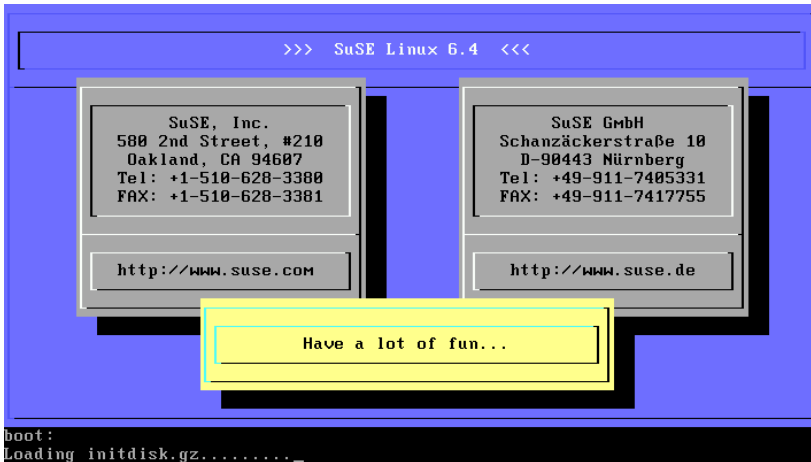 >>> SuSE Linux 6.4 <<<
SuSE, Inc.
580 2nd Street, #210
Oakland, CA 94607
Tel: +1-510-628-3380
FAX: +1-510-628-3381
http://www.suse.com
SuSE GmbH
Schanzäckerstraße 10
D-90443 Nürnberg
Tel: +49-911-7405331
FAX: +49-911-7417755
http://www.suse.de
Have a lot of fun...
boot:
Loading initdisk.gz........._